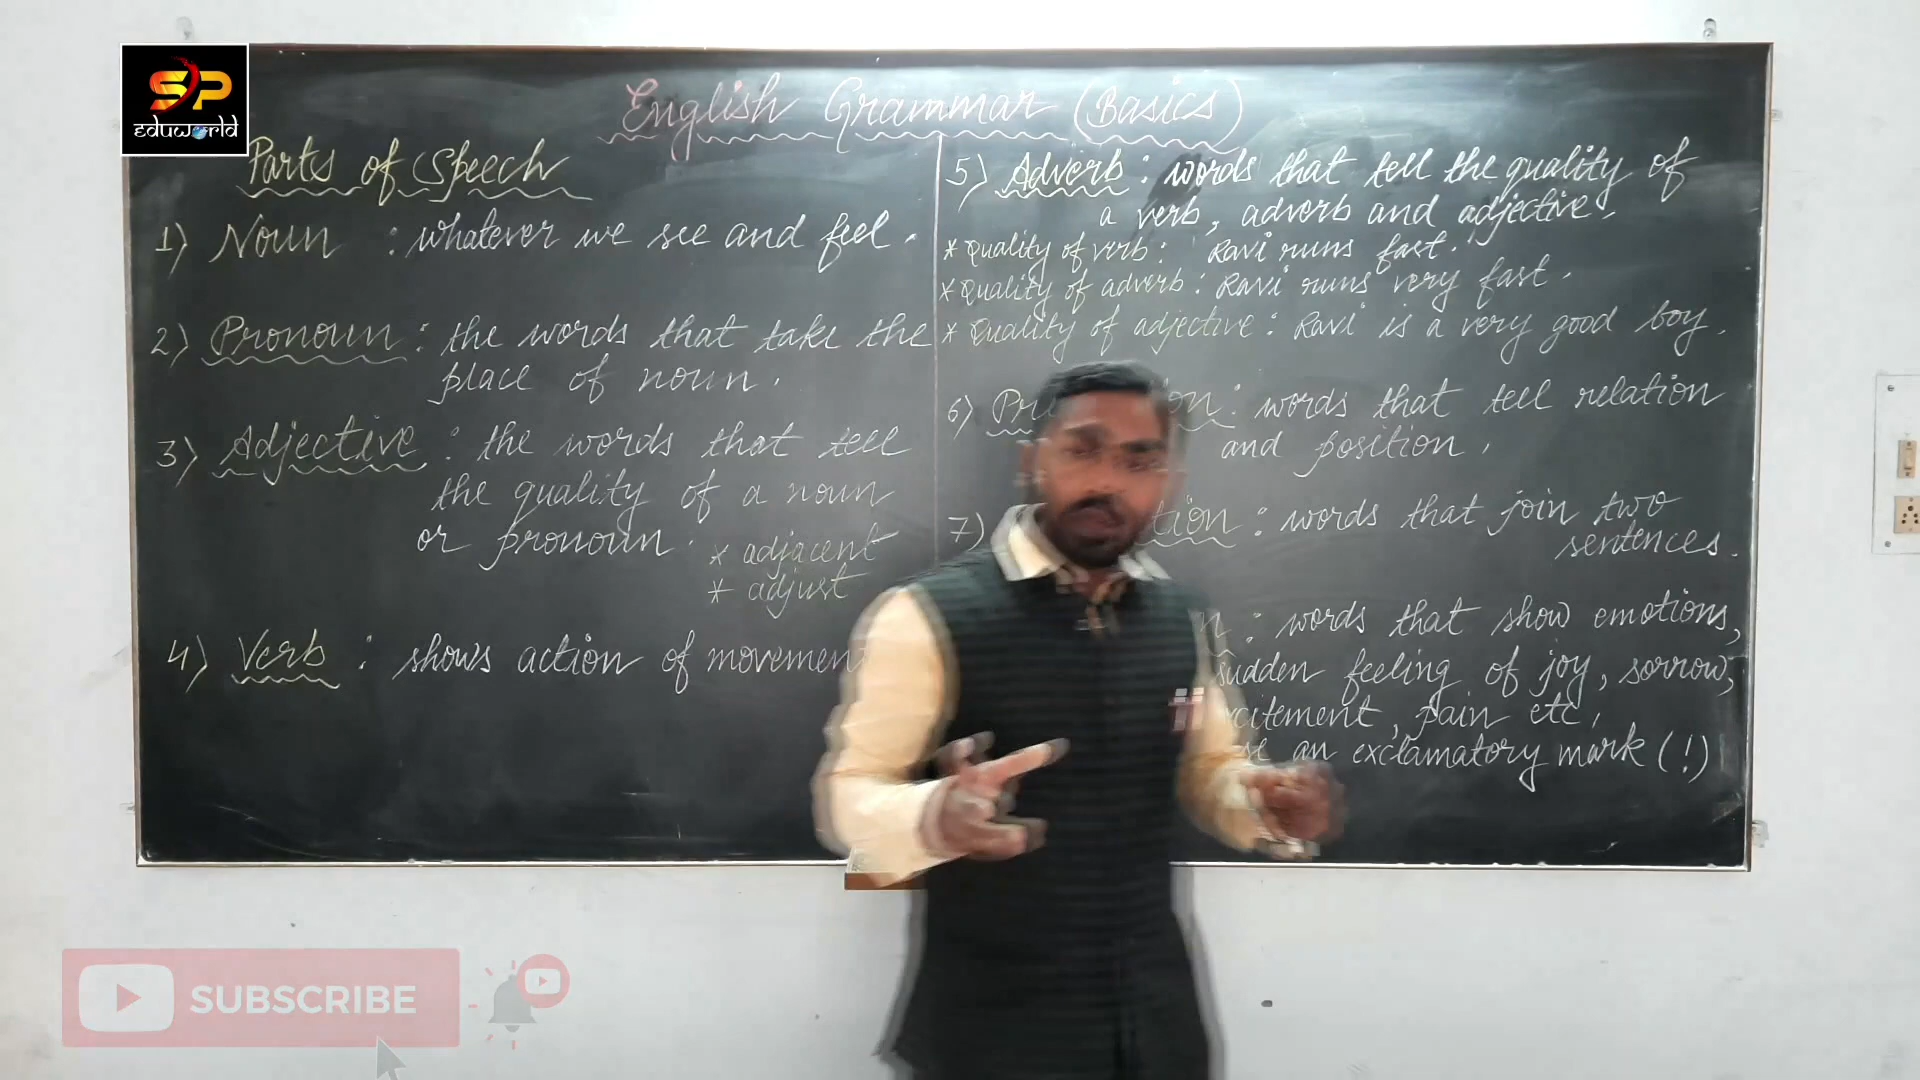 SP
eduworld
English Grammar (Basics)
Parts of Speech
1) Noun : whatever we see and feel.
2) Pronoun : the words that take the
place of noun.
3) Adjective : the words that tell
the quality of a noun
or pronoun.
* adjacent
* adjust
4) Verb : shows action of movement
5) Adverb : words that tell the quality of
a verb, adverb and adjective.
* Quality of verb : Ravi runs fast.
* Quality of adverb : Ravi runs very fast.
* Quality of adjective : Ravi is a very good boy.
6) : words that tell relation
and position.
7) : words that join two
sentences.
: words that show emotions,
sudden feeling of joy, sorrow,
pain etc.
an exclamatory mark (!)
SUBSCRIBE